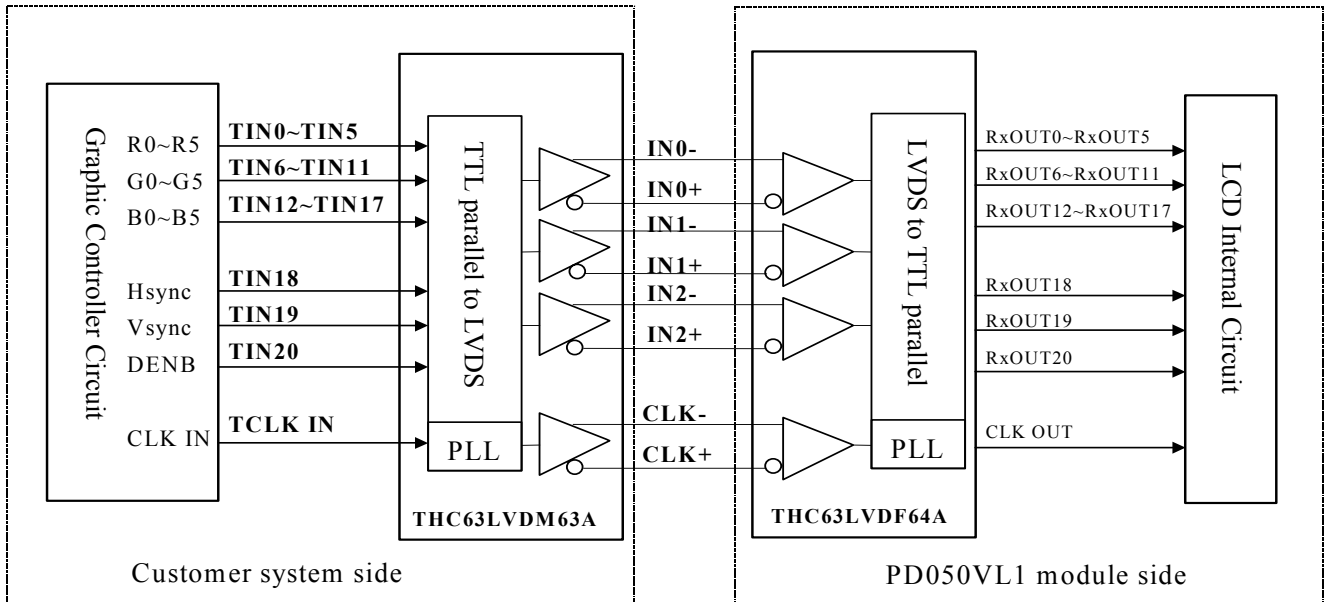 Graphic Controller Circuit
R0~R5
G0~G5
B0~B5
Hsync
Vsync
DENB
CLK IN
TIN0~TIN5
TIN6~TIN11
TIN12~TIN17
TIN18
TIN19
TIN20
TCLK IN
TTL parallel to LVDS
PLL
THC63LVDM63A
Customer system side
IN0-
IN0+
IN1-
IN1+
IN2-
IN2+
CLK-
CLK+
LVDS to TTL parallel
PLL
THC63LVDF64A
RxOUT0~RxOUT5
RxOUT6~RxOUT11
RxOUT12~RxOUT17
RxOUT18
RxOUT19
RxOUT20
CLK OUT
LCD Internal Circuit
PD050VL1 module side